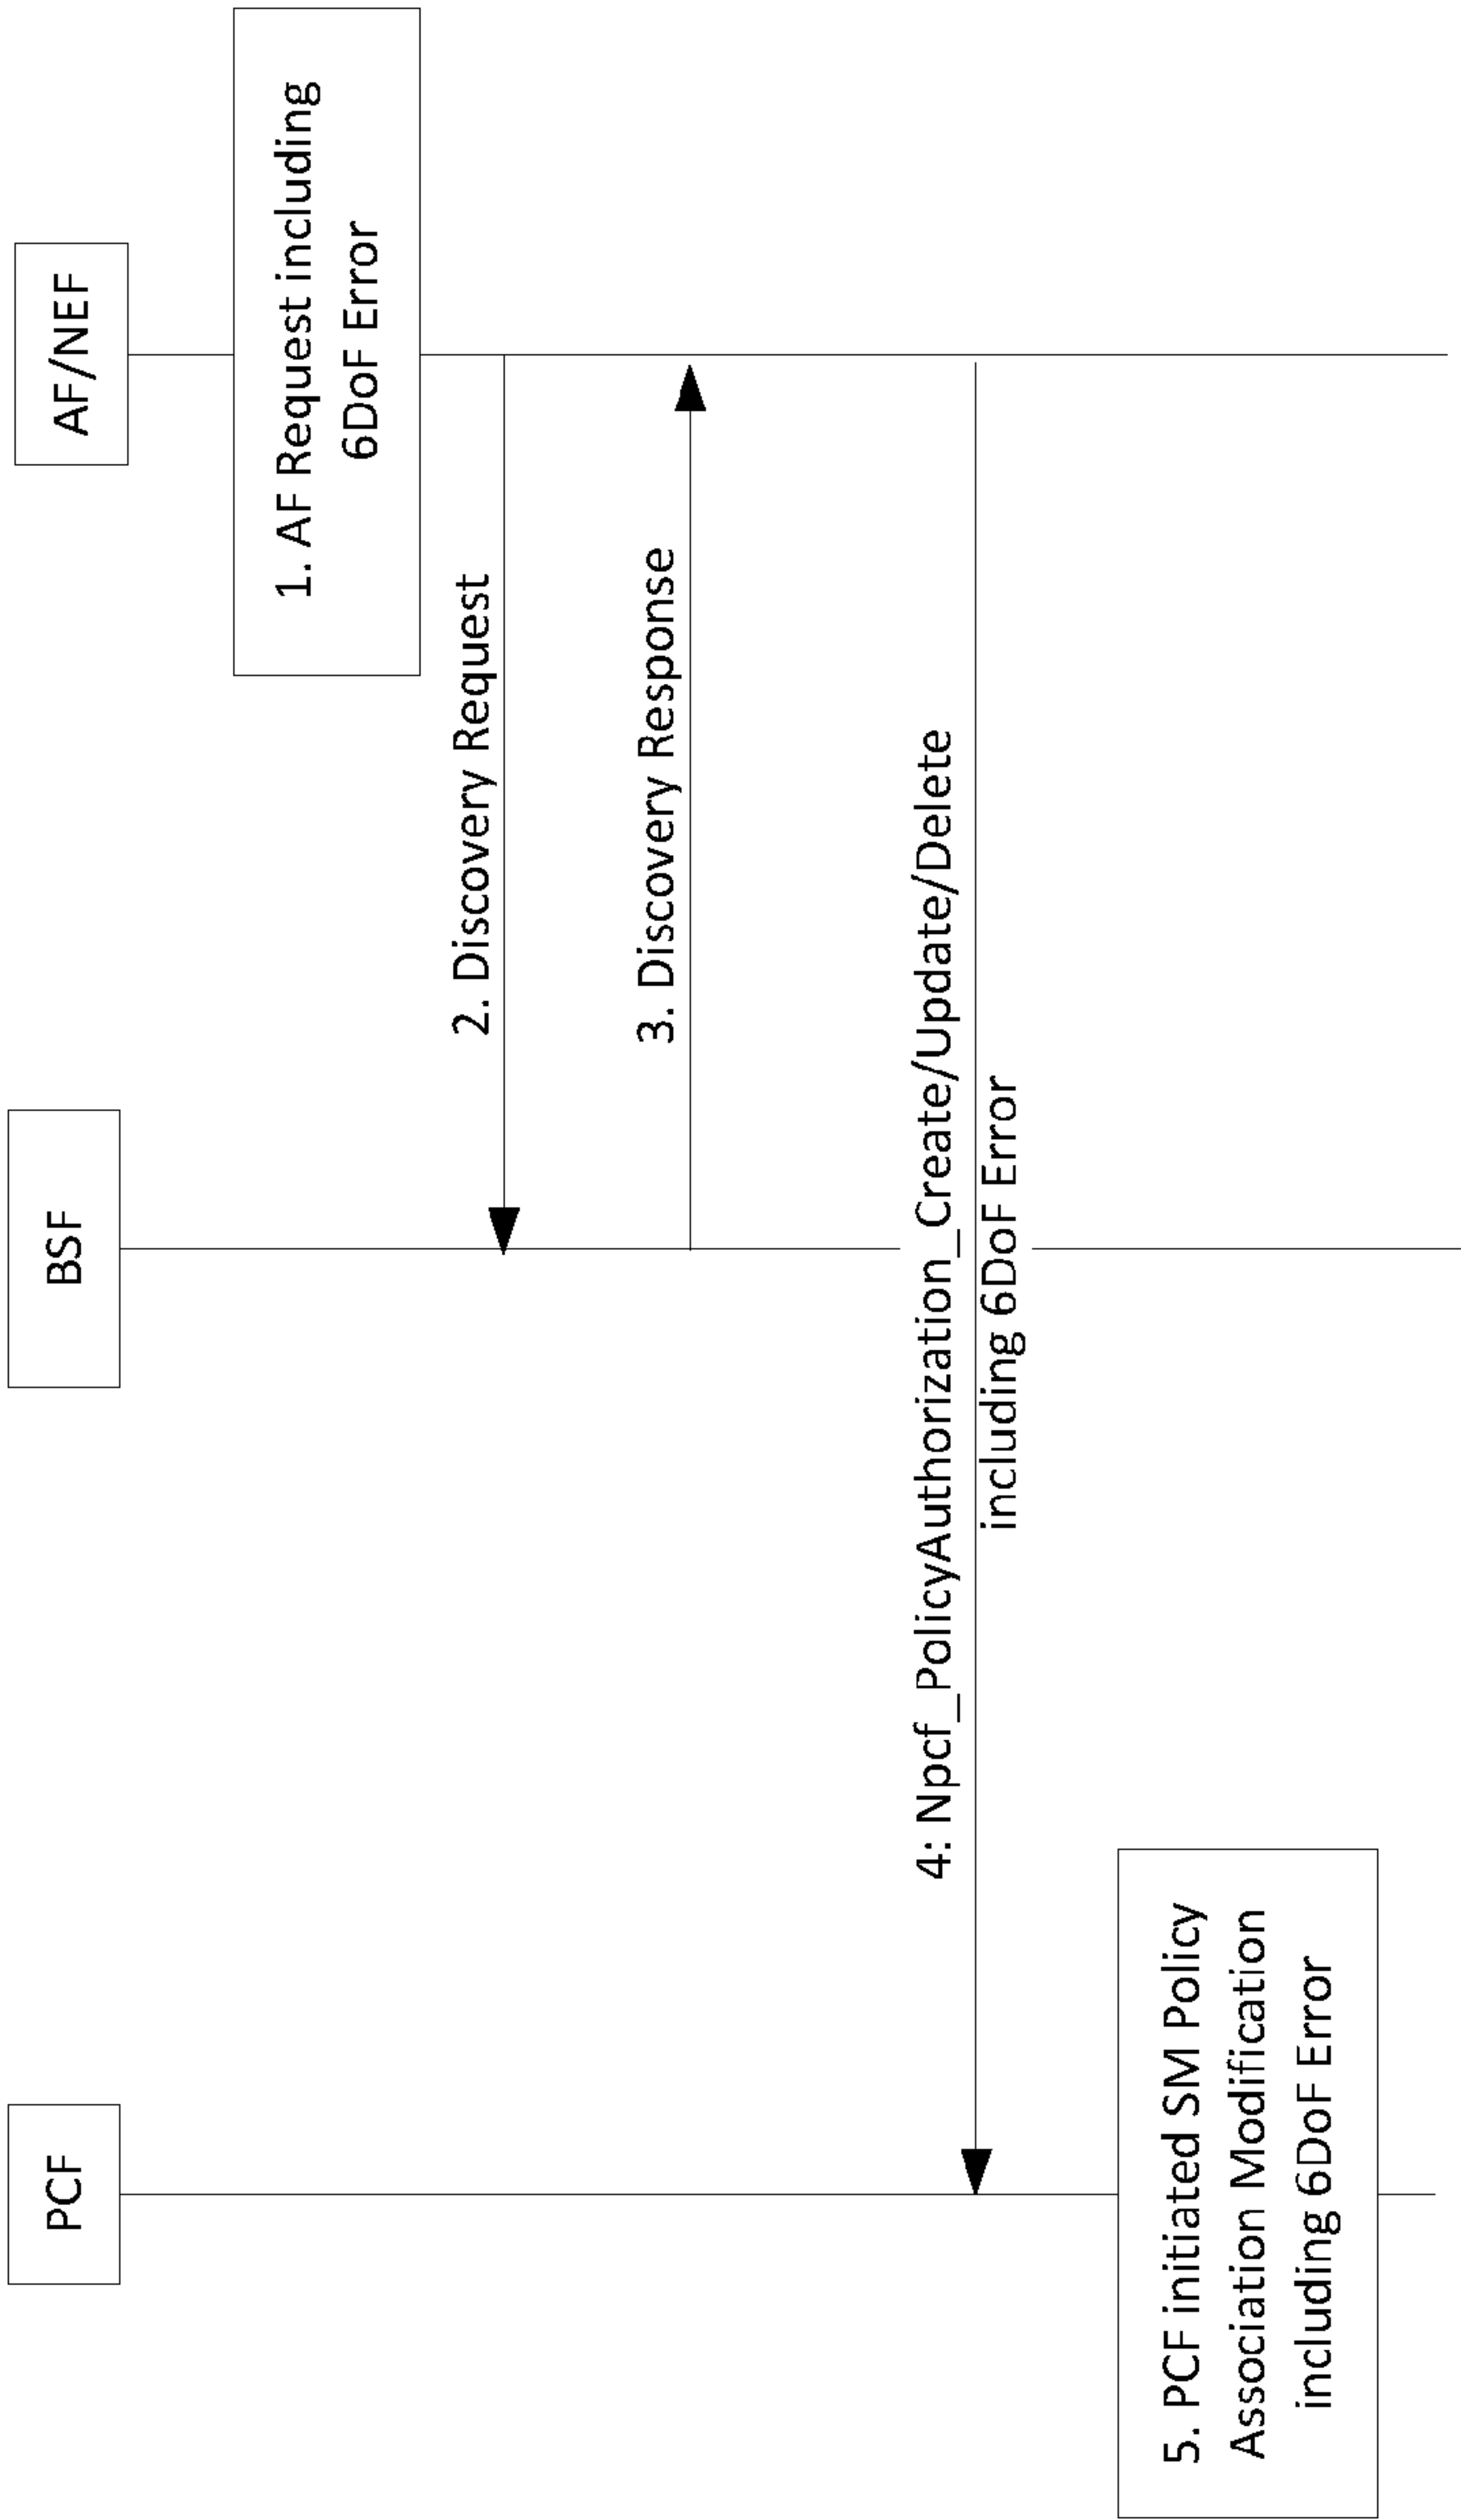 PCF
BSF
AF/NEF
1. AF Request including
6DoF Error
2. Discovery Request
3. Discovery Response
4: Npcf_PolicyAuthorization_Create/Update/Delete
including 6DoF Error
5. PCF initiated SM Policy
Association Modification
including 6DoF Error